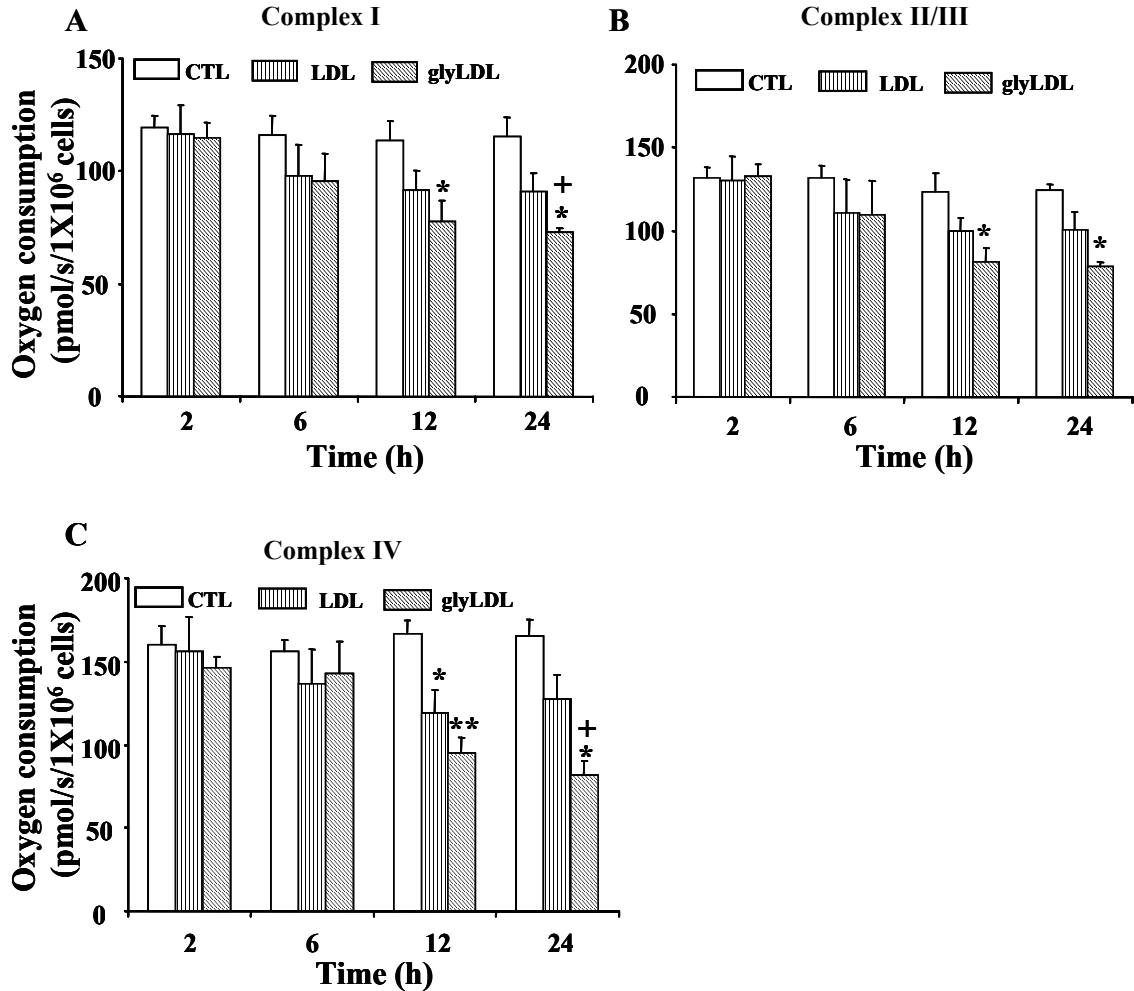 A
Complex I
150
CTL
LDL
glyLDL
100
50
0
*
+
*
2
6
12
24
Time (h)
Oxygen consumption
(pmol/s/1X10⁶ cells)
B
Complex II/III
200
CTL
LDL
glyLDL
150
100
50
0
*
*
2
6
12
24
Time (h)
C
Complex IV
200
CTL
LDL
glyLDL
150
100
50
0
*
**
+
*
2
6
12
24
Time (h)
Oxygen consumption
(pmol/s/1X10⁶ cells)